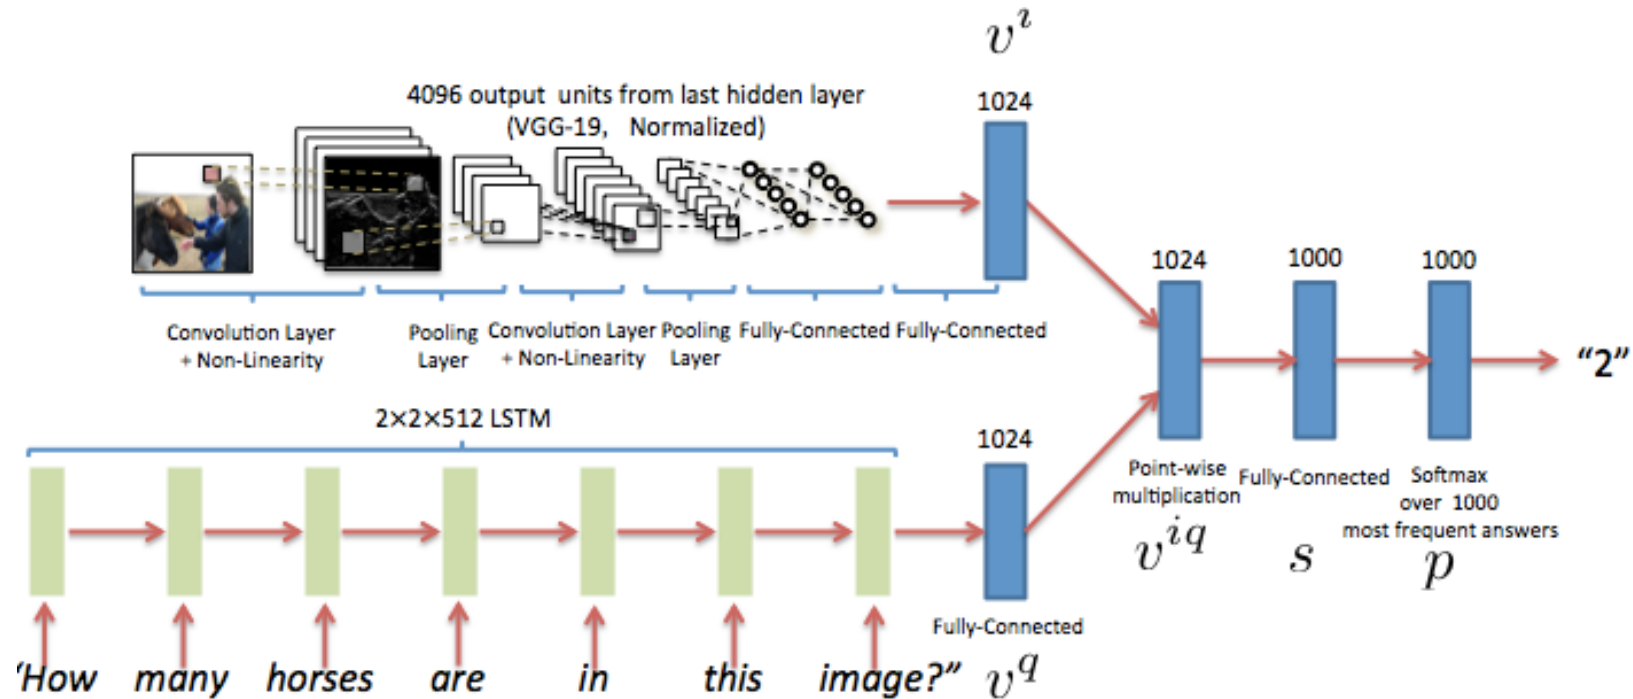 vⁱ
4096 output units from last hidden layer
(VGG-19, Normalized)
1024
Convolution Layer
+ Non-Linearity
Pooling
Layer
Convolution Layer
+ Non-Linearity
Pooling
Layer
Fully-Connected
Fully-Connected
2×2×512 LSTM
1024
Fully-Connected
v^q
"How many horses are in this image?"
1024
Point-wise
multiplication
v^{iq}
1000
Fully-Connected
s
1000
Softmax
over 1000
most frequent answers
p
“2”